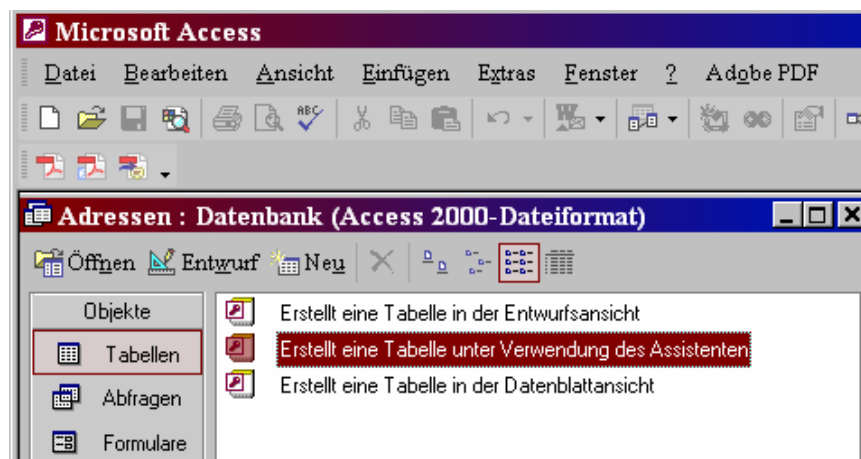 Microsoft Access
Datei Bearbeiten Ansicht Einfügen Extras Fenster ? Adobe PDF
ABC
Adressen : Datenbank (Access 2000-Dateiformat)
Öffnen Entwurf Neu
Objekte
Tabellen
Abfragen
Formulare
Erstellt eine Tabelle in der Entwurfsansicht
Erstellt eine Tabelle unter Verwendung des Assistenten
Erstellt eine Tabelle in der Datenblattansicht